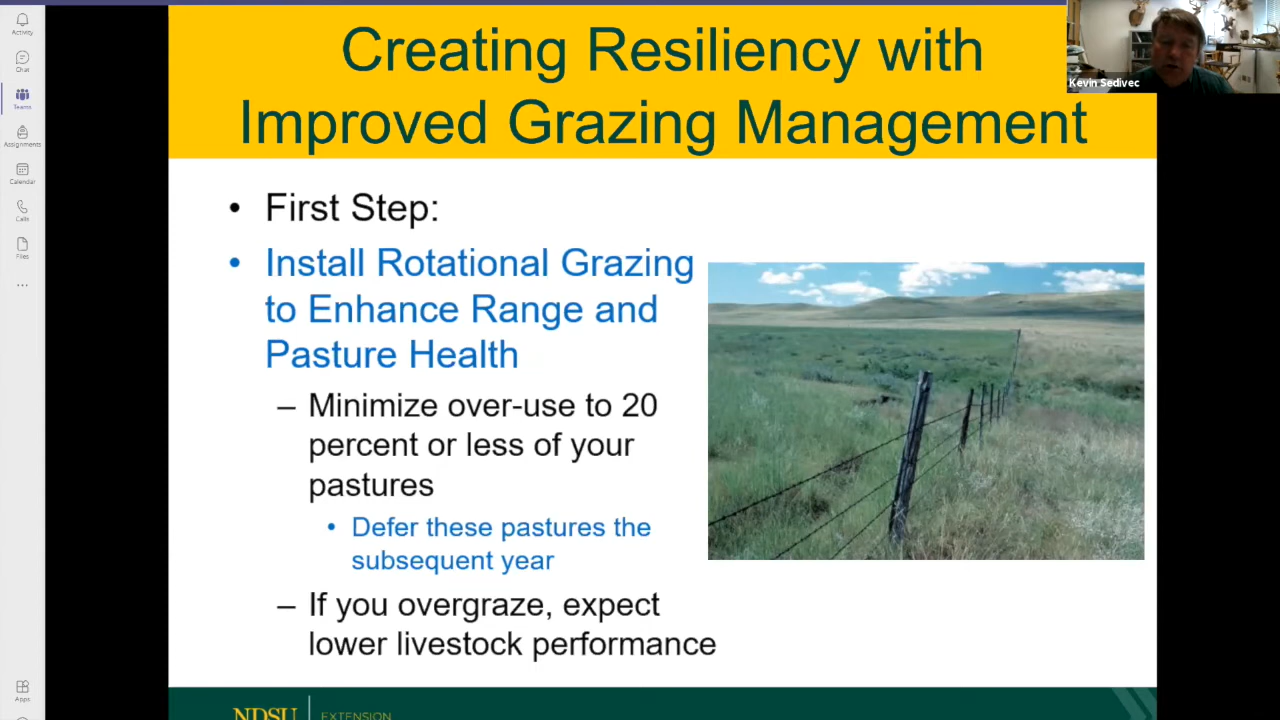 Activity
Chat
Teams
Assignments
Calendar
Calls
Files
...
Apps
Creating Resiliency with
Improved Grazing Management
Kevin Sedivec
• First Step:
• Install Rotational Grazing
to Enhance Range and
Pasture Health
– Minimize over-use to 20
percent or less of your
pastures
• Defer these pastures the
subsequent year
– If you overgraze, expect
lower livestock performance
NDSU EXTENSION